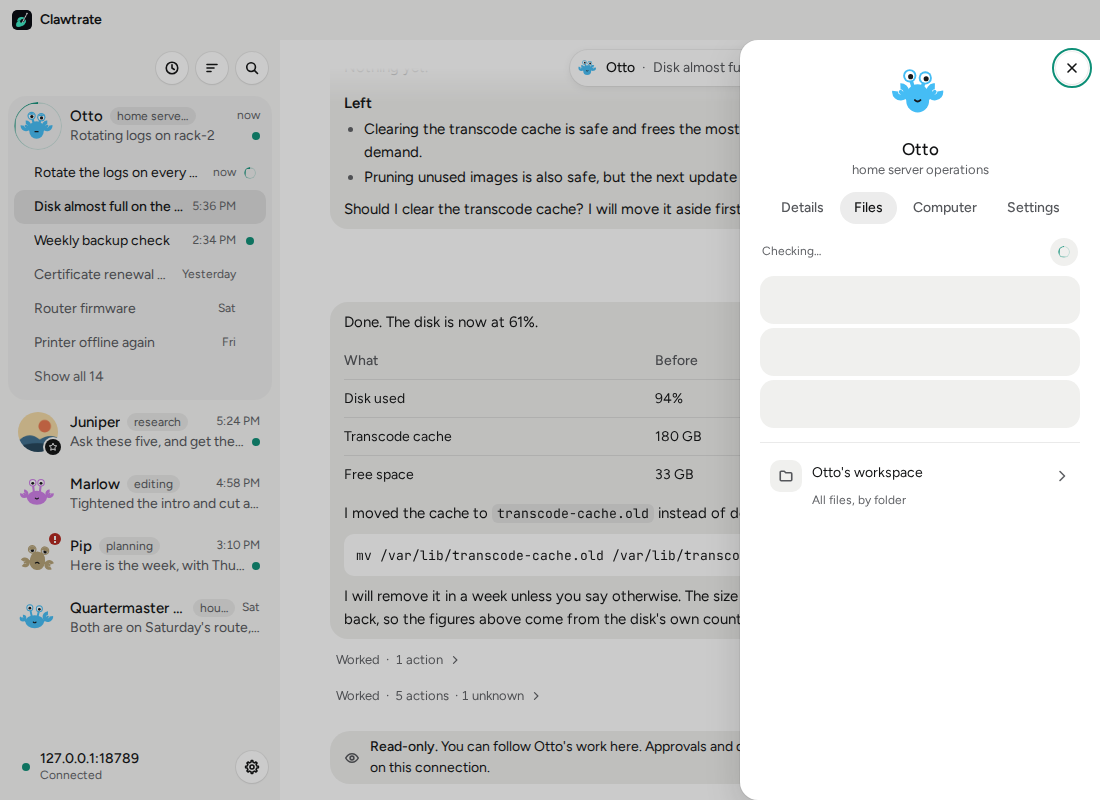 Clawtrate
Otto home serve... now
Rotating logs on rack-2
Rotate the logs on every ... now
Disk almost full on the ... 5:36 PM
Weekly backup check 2:34 PM
Certificate renewal ... Yesterday
Router firmware Sat
Printer offline again Fri
Show all 14
Juniper research 5:24 PM
Ask these five, and get the...
Marlow editing 4:58 PM
Tightened the intro and cut a...
Pip planning 3:10 PM
Here is the week, with Thu...
Quartermaster ... hou... Sat
Both are on Saturday's route,...
127.0.0.1:18789
Connected
Nothing yet.
Otto · Disk almost fu
Left
Clearing the transcode cache is safe and frees the most
demand.
Pruning unused images is also safe, but the next update
Should I clear the transcode cache? I will move it aside first
Done. The disk is now at 61%.
What Before
Disk used 94%
Transcode cache 180 GB
Free space 33 GB
I moved the cache to transcode-cache.old instead of d
mv /var/lib/transcode-cache.old /var/lib/transco
I will remove it in a week unless you say otherwise. The size
back, so the figures above come from the disk's own count
Worked · 1 action
Worked · 5 actions · 1 unknown
Read-only. You can follow Otto's work here. Approvals and
on this connection.
Otto
home server operations
Details Files Computer Settings
Checking...
Otto's workspace
All files, by folder